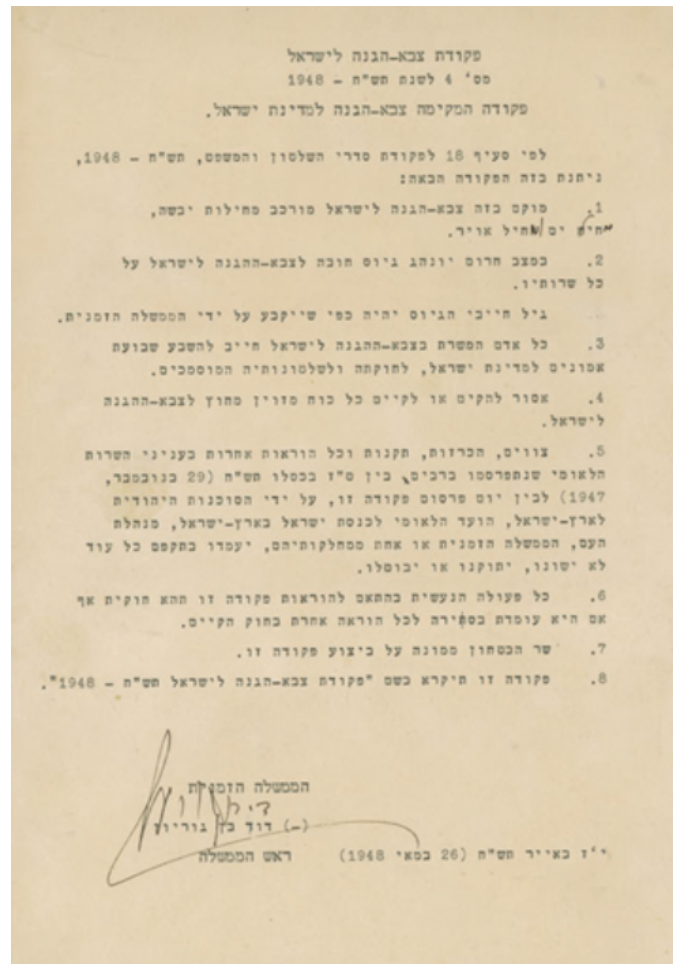 פקודת צבא-הגנה לישראל
מס' 4 לשנת תש"ח - 1948
פקודה המקימה צבא-הגנה למדינת ישראל.
לפי סעיף 18 לפקודת סדרי השלטון והמשפט, תש"ח - 1948,
ניתנת בזה הפקודה הבאה:
1. מוקם בזה צבא-הגנה לישראל מורכב מחילות יבשה,
חיל ים וחיל אויר.
2. במצב חרום יונהג גיוס חובה לצבא-ההגנה לישראל על
כל שרותיו.
גיל חייבי הגיוס יהיה כפי שייקבע על ידי הממשלה הזמנית.
3. כל אדם המשרת בצבא-ההגנה לישראל חייב להשבע שבועת
אמונים למדינת ישראל, לחוקתה ולשלטונותיה המוסמכים.
4. אסור להקים או לקיים כל כוח מזוין מחוץ לצבא-ההגנה
לישראל.
5. צווים, הכרזות, תקנות וכל הוראות אחרות בעניני השרות
הלאומי שנתפרסמו ברבים, בין ט"ז בכסלו תש"ח (29 בנובמבר,
1947) לבין יום פרסום פקודה זו, על ידי הסוכנות היהודית
לארץ-ישראל, הועד הלאומי לכנסת ישראל בארץ-ישראל, מנהלת
העם, הממשלה הזמנית או אחת ממחלקותיהם, יעמדו בתקפם כל עוד
לא ישונו, יתוקנו או יבוטלו.
6. כל פעולה הנעשית בהתאם להוראות פקודה זו תהא חוקית אף
אם היא עומדת בסתירה לכל הוראה אחרת בחוק הקיים.
7. שר הבטחון ממונה על ביצוע פקודה זו.
8. פקודה זו תיקרא בשם "פקודת צבא-הגנה לישראל תש"ח - 1948".
הממשלה הזמנית
(-) דוד בן גוריון
י"ז באייר תש"ח (26 במאי 1948) ראש הממשלה